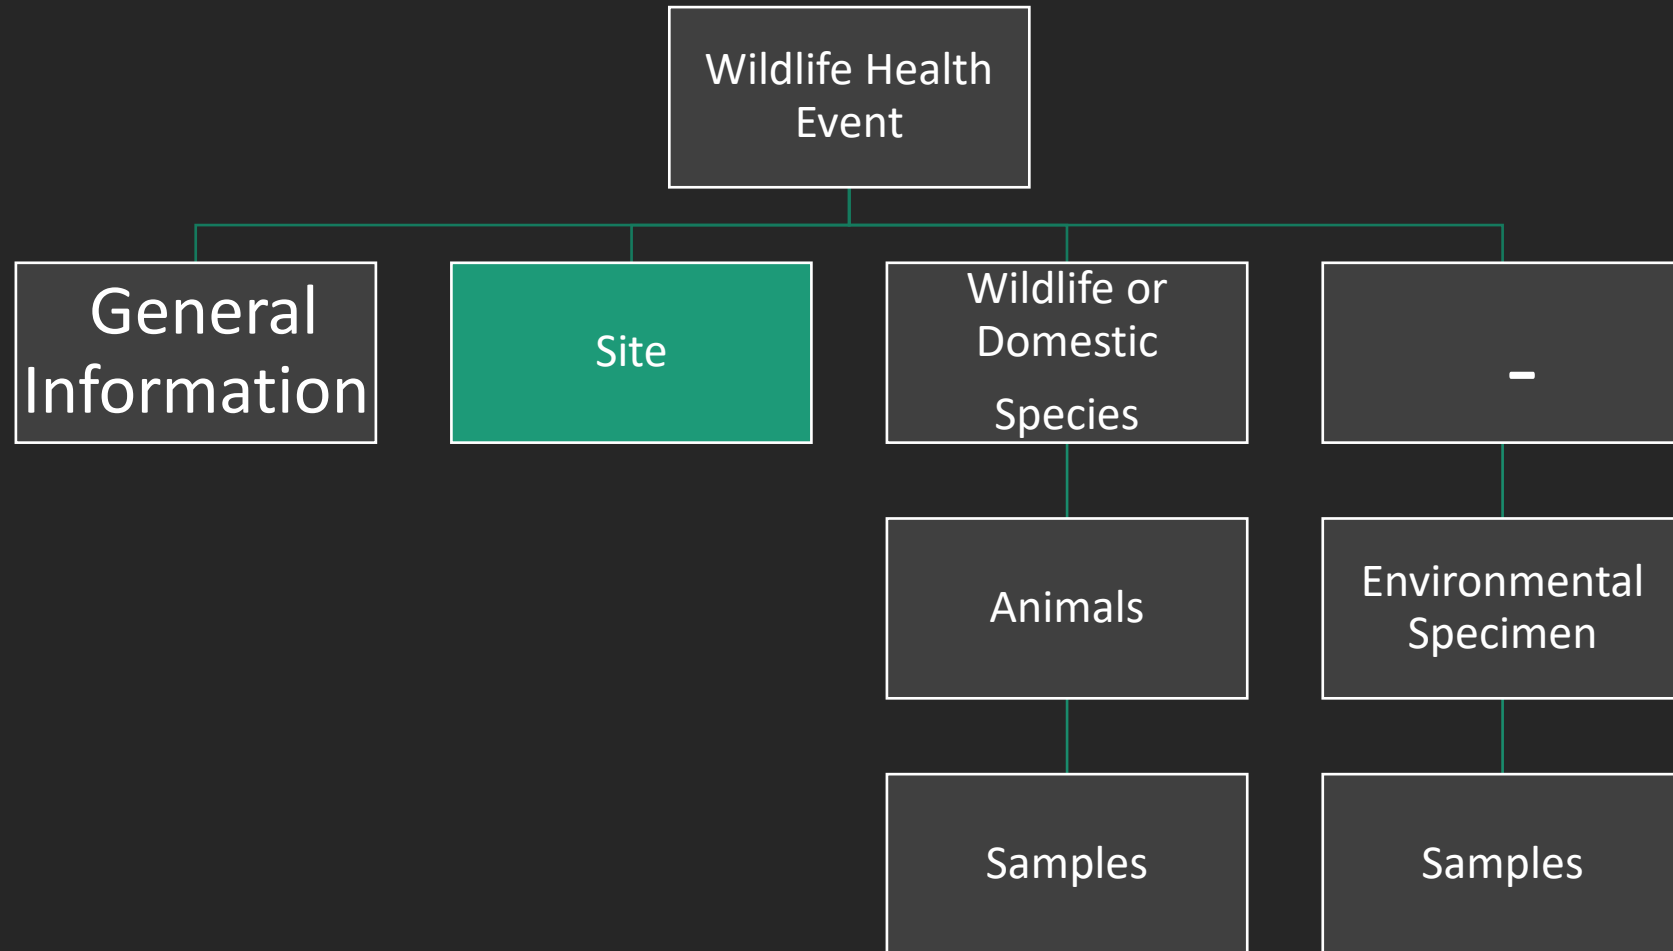 Wildlife Health
Event
General
Information
Site
Wildlife or
Domestic
Species
-
Animals
Environmental
Specimen
Samples
Samples